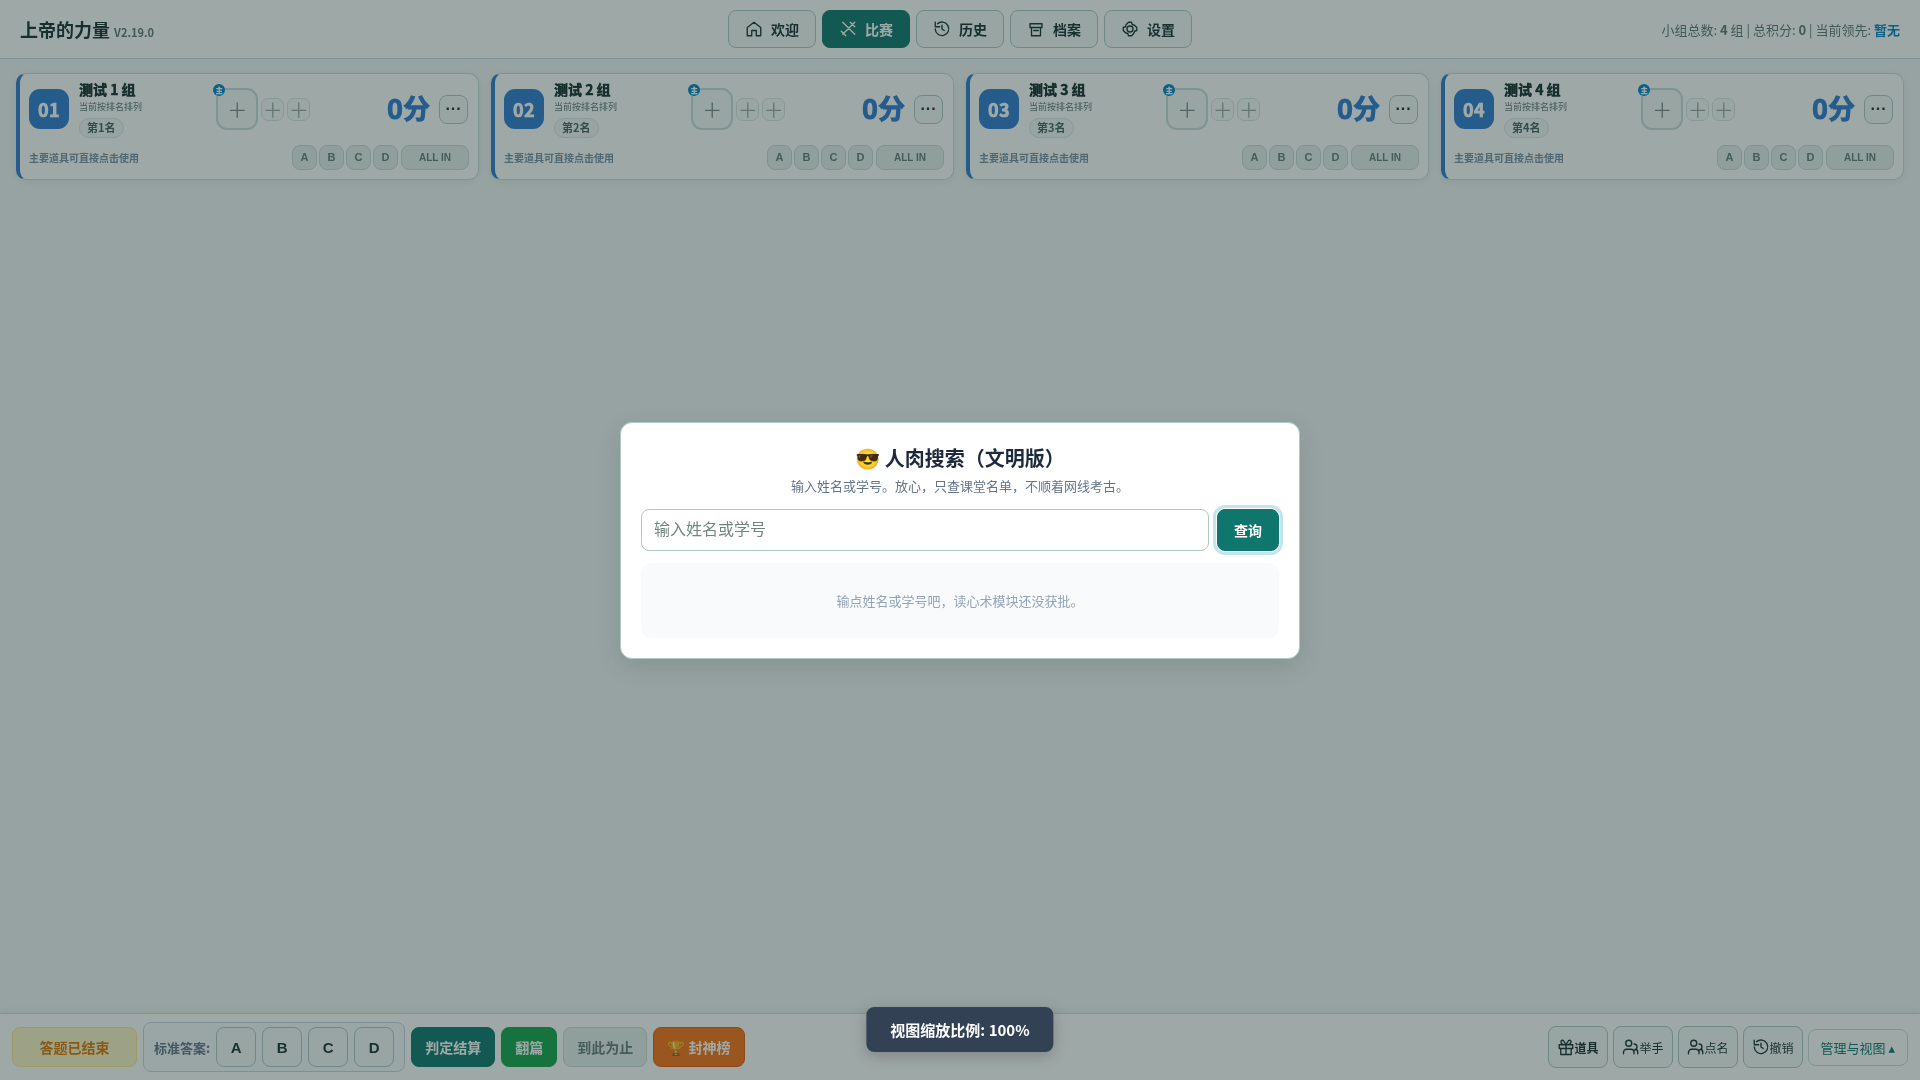 上帝的力量 V2.19.0
欢迎
比赛
历史
档案
设置
小组总数: 4 组 | 总积分: 0 | 当前领先: 暂无
01
测试 1 组
当前按排名排列
第1名
主
0分
主要道具可直接点击使用
A B C D ALL IN
02
测试 2 组
当前按排名排列
第2名
主
0分
主要道具可直接点击使用
A B C D ALL IN
03
测试 3 组
当前按排名排列
第3名
主
0分
主要道具可直接点击使用
A B C D ALL IN
04
测试 4 组
当前按排名排列
第4名
主
0分
主要道具可直接点击使用
A B C D ALL IN
😎 人肉搜索（文明版）
输入姓名或学号。放心，只查课堂名单，不顺着网线考古。
输入姓名或学号
查询
输点姓名或学号吧，读心术模块还没获批。
视图缩放比例: 100%
答题已结束
标准答案: A B C D
判定结算
翻篇
到此为止
🏆 封神榜
道具
举手
点名
撤销
管理与视图 ▴